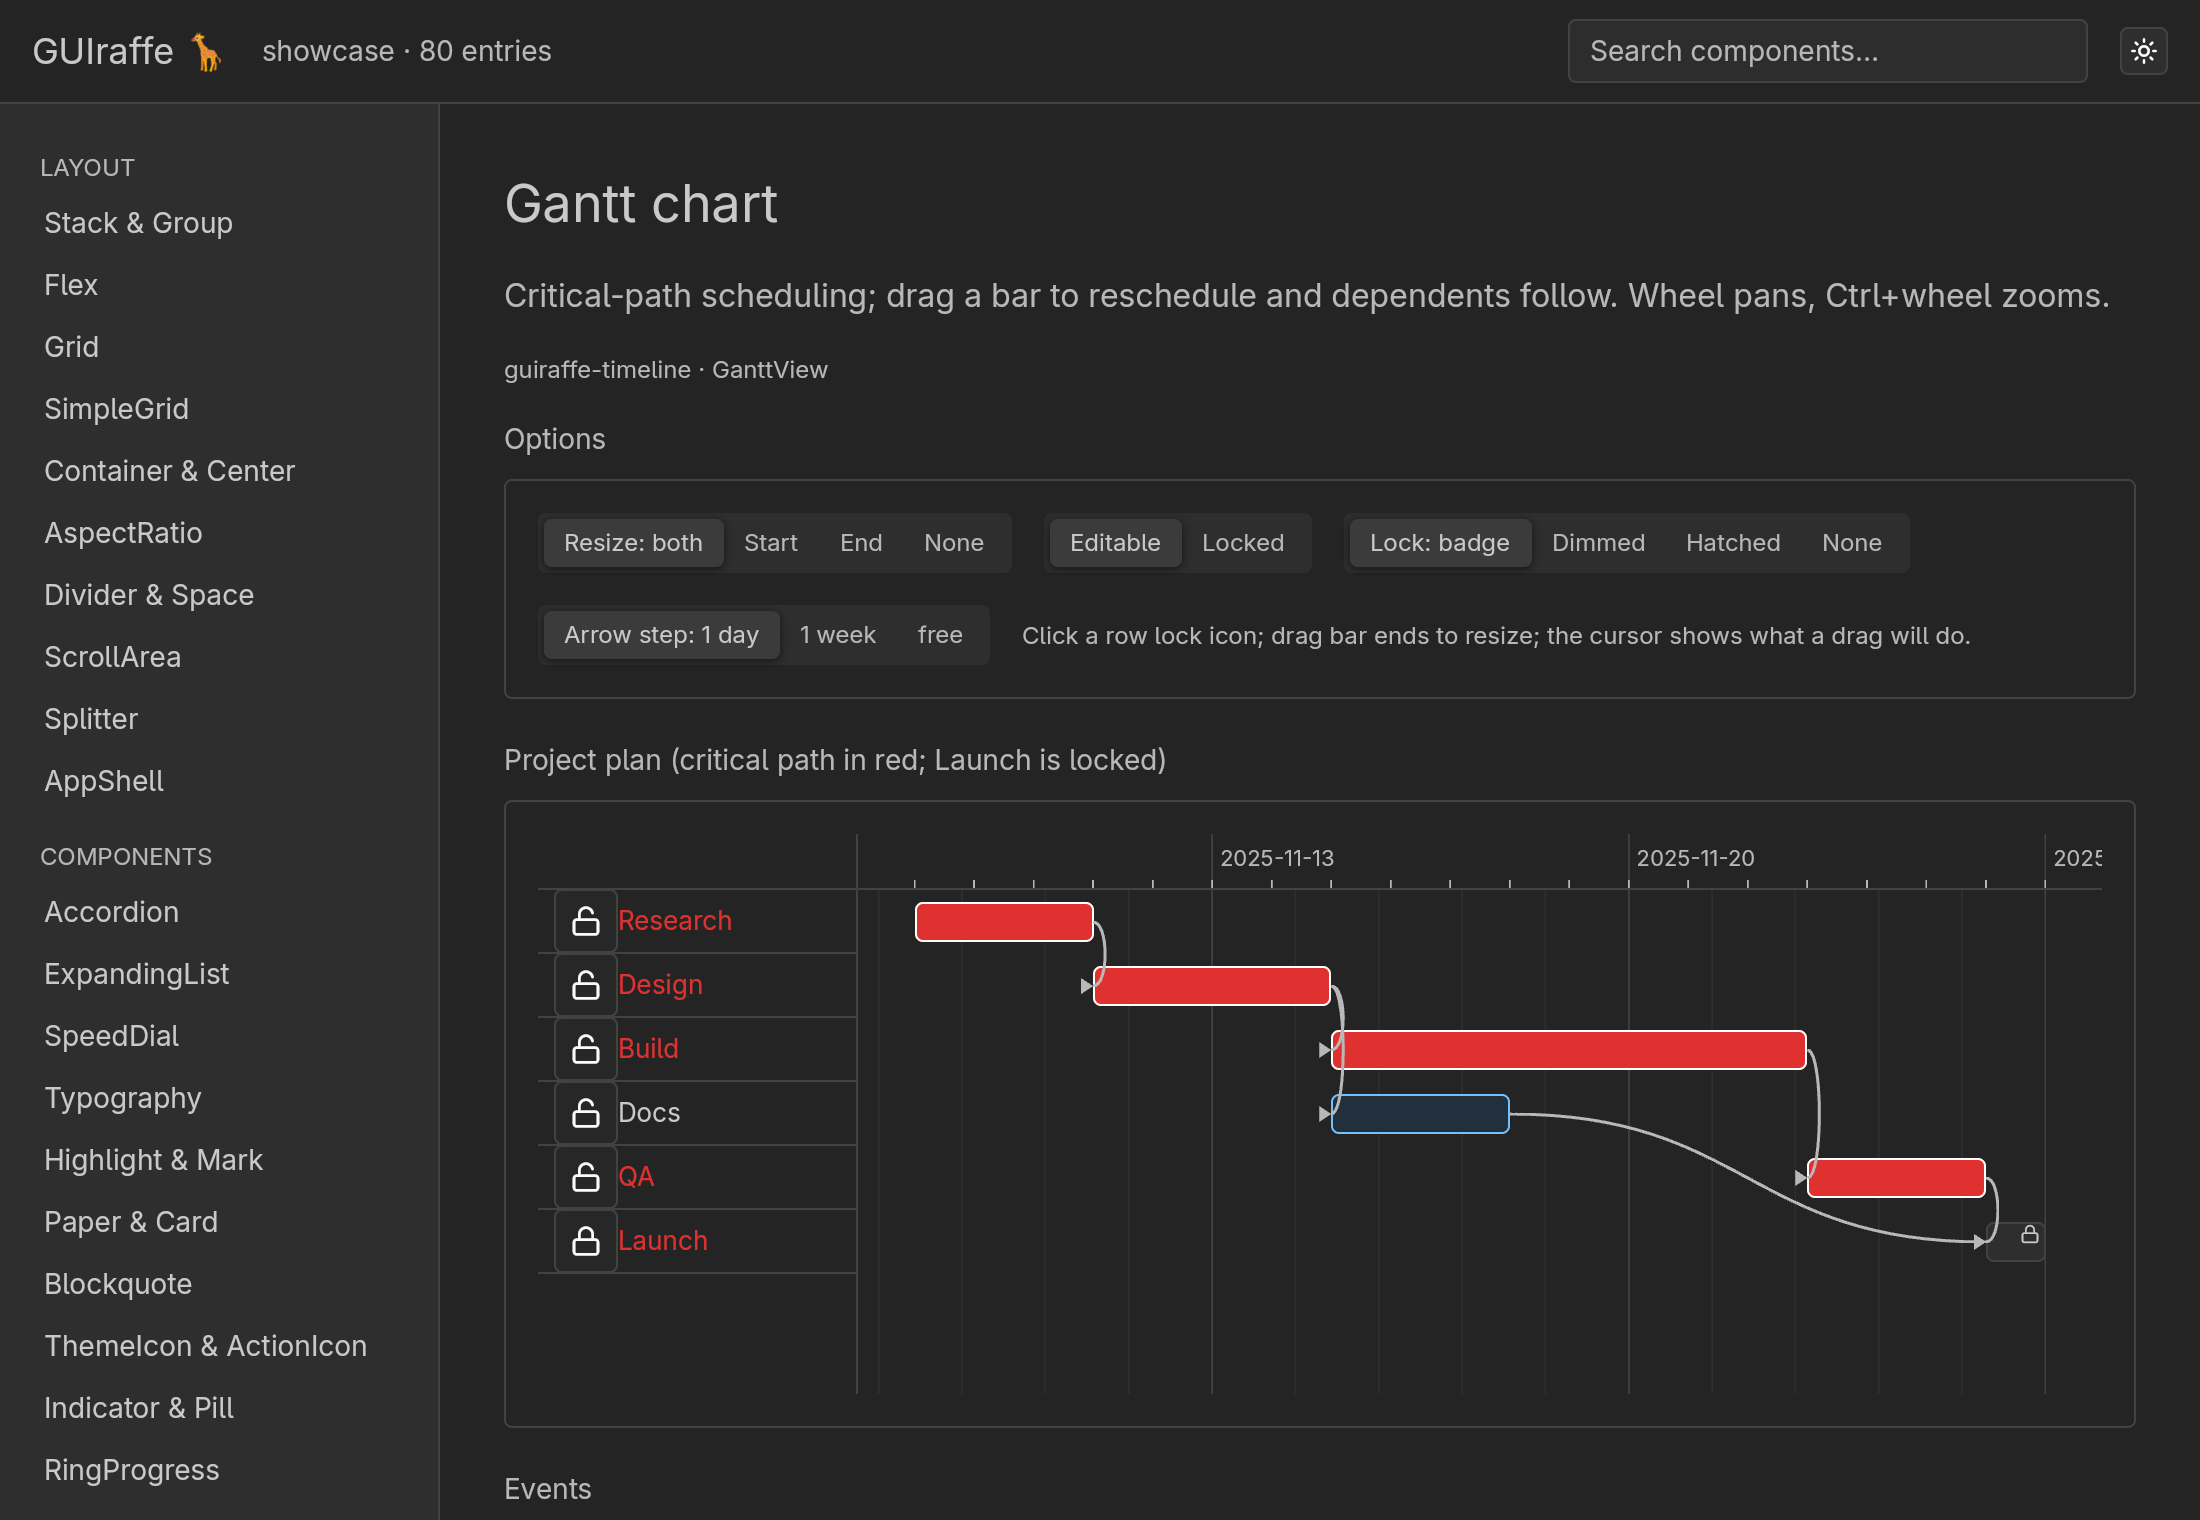 GUIraffe 🦒 showcase · 80 entries
Search components...
LAYOUT
Stack & Group
Flex
Grid
SimpleGrid
Container & Center
AspectRatio
Divider & Space
ScrollArea
Splitter
AppShell
COMPONENTS
Accordion
ExpandingList
SpeedDial
Typography
Highlight & Mark
Paper & Card
Blockquote
ThemeIcon & ActionIcon
Indicator & Pill
RingProgress
Gantt chart
Critical-path scheduling; drag a bar to reschedule and dependents follow. Wheel pans, Ctrl+wheel zooms.
guiraffe-timeline · GanttView
Options
Resize: both Start End None Editable Locked Lock: badge Dimmed Hatched None
Arrow step: 1 day 1 week free Click a row lock icon; drag bar ends to resize; the cursor shows what a drag will do.
Project plan (critical path in red; Launch is locked)
2025-11-13 2025-11-20 2025
Research
Design
Build
Docs
QA
Launch
Events